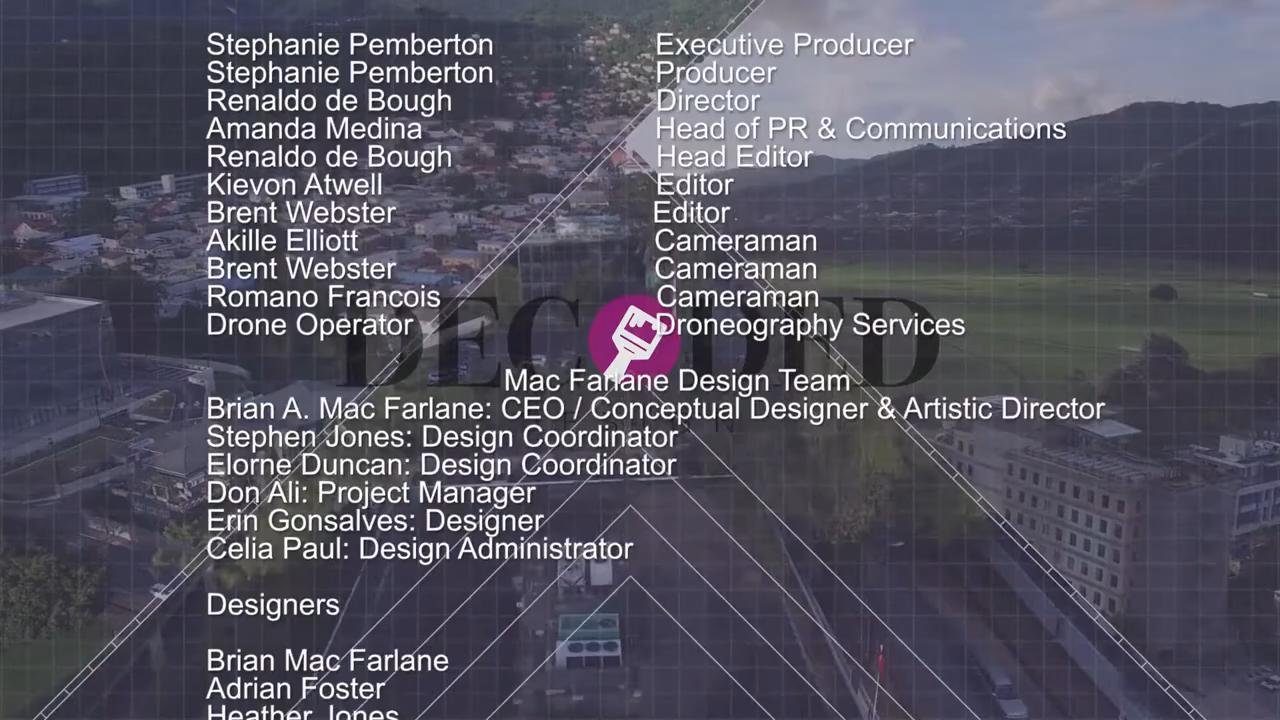 Stephanie Pemberton Executive Producer
Stephanie Pemberton Producer
Renaldo de Bough Director
Amanda Medina Head of PR & Communications
Renaldo de Bough Head Editor
Kievon Atwell Editor
Brent Webster Editor
Akille Elliott Cameraman
Brent Webster Cameraman
Romano Francois Cameraman
Drone Operator Droneography Services
Mac Farlane Design Team
Brian A. Mac Farlane: CEO / Conceptual Designer & Artistic Director
Stephen Jones: Design Coordinator
Elorne Duncan: Design Coordinator
Don Ali: Project Manager
Erin Gonsalves: Designer
Celia Paul: Design Administrator
Designers
Brian Mac Farlane
Adrian Foster
Heather Jones